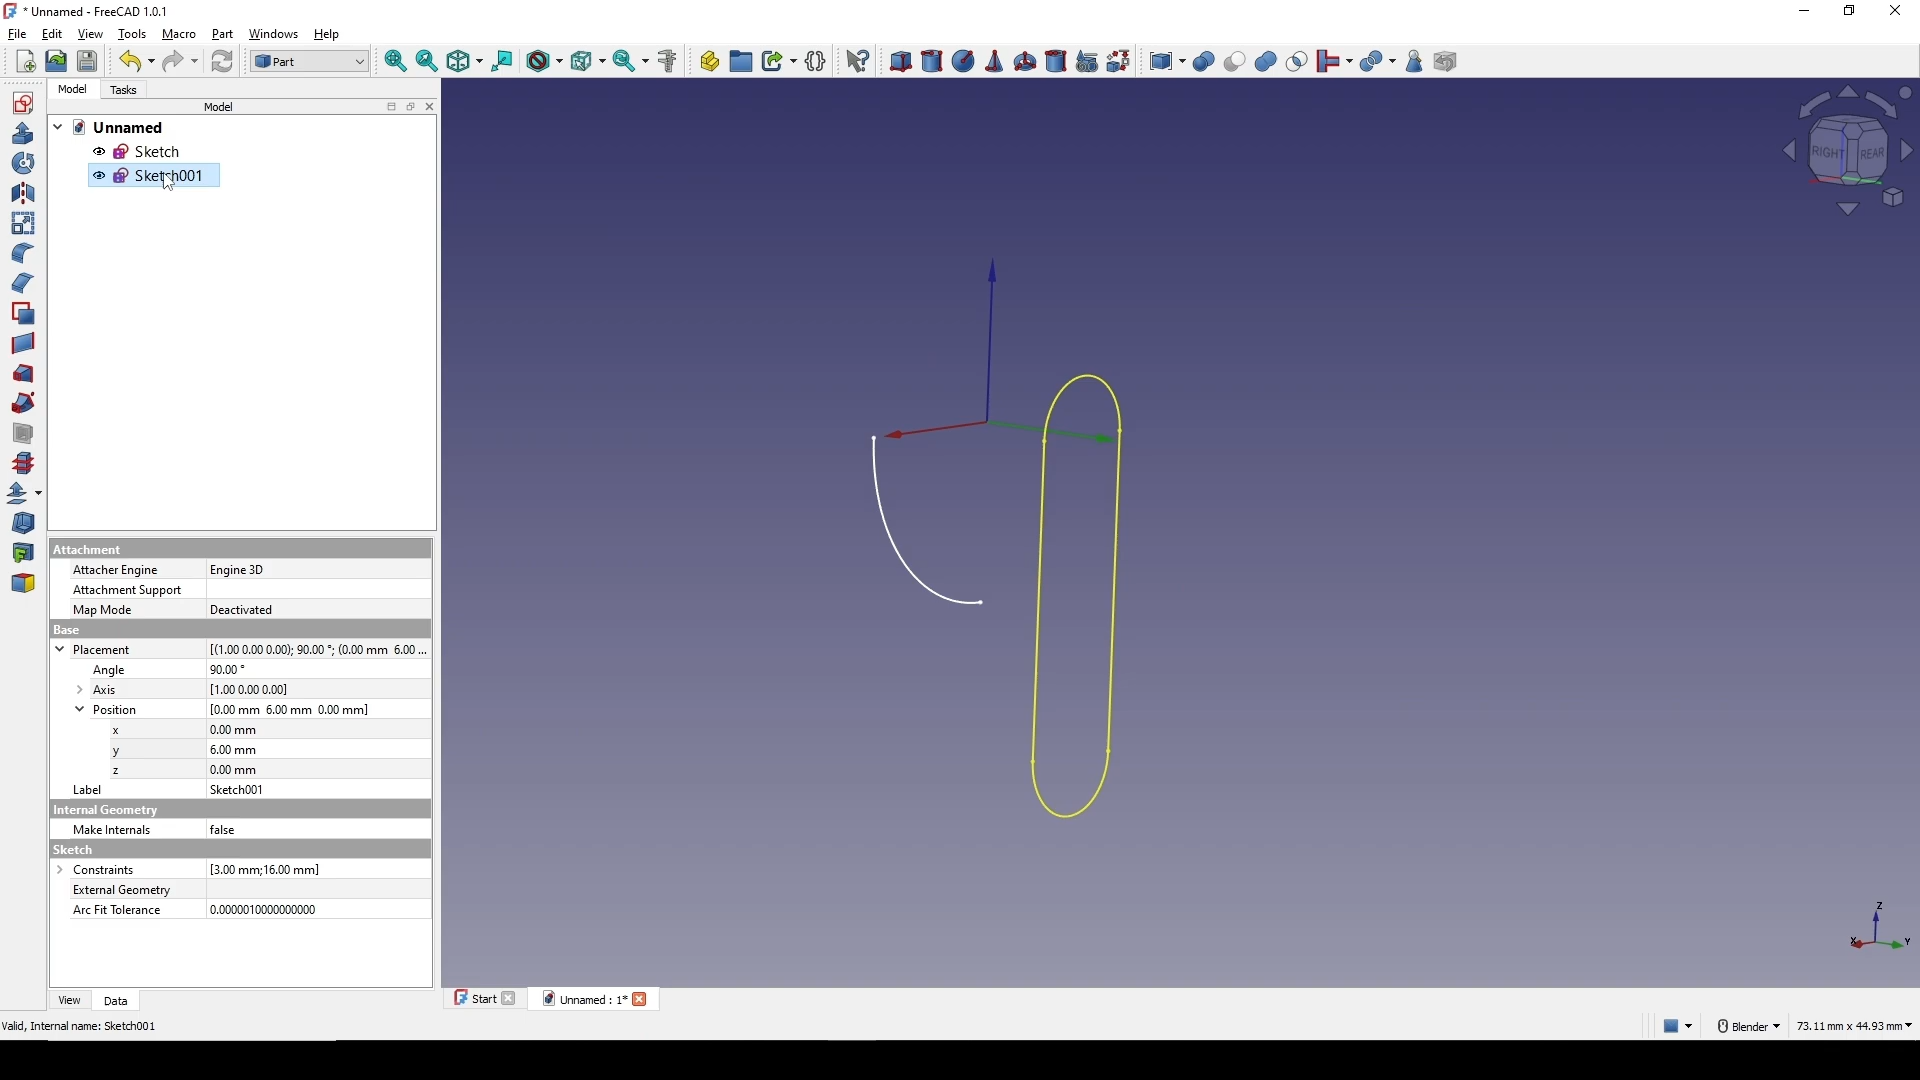 * Unnamed - FreeCAD 1.0.1
File Edit View Tools Macro Part Windows Help
Part
Model Tasks
Model
Unnamed
Sketch
Sketch001
RIGHT REAR
Attachment
Attacher Engine Engine 3D
Attachment Support
Map Mode Deactivated
Base
Placement [(1.00 0.00 0.00); 90.00 °; (0.00 mm 6.00 ...
Angle 90.00 °
Axis [1.00 0.00 0.00]
Position [0.00 mm 6.00 mm 0.00 mm]
x 0.00 mm
y 6.00 mm
z 0.00 mm
Label Sketch001
Internal Geometry
Make Internals false
Sketch
Constraints [3.00 mm;16.00 mm]
External Geometry
Arc Fit Tolerance 0.0000010000000000
Z
X Y
View Data
Start Unnamed : 1*
Valid, Internal name: Sketch001
Blender 73.11 mm x 44.93 mm